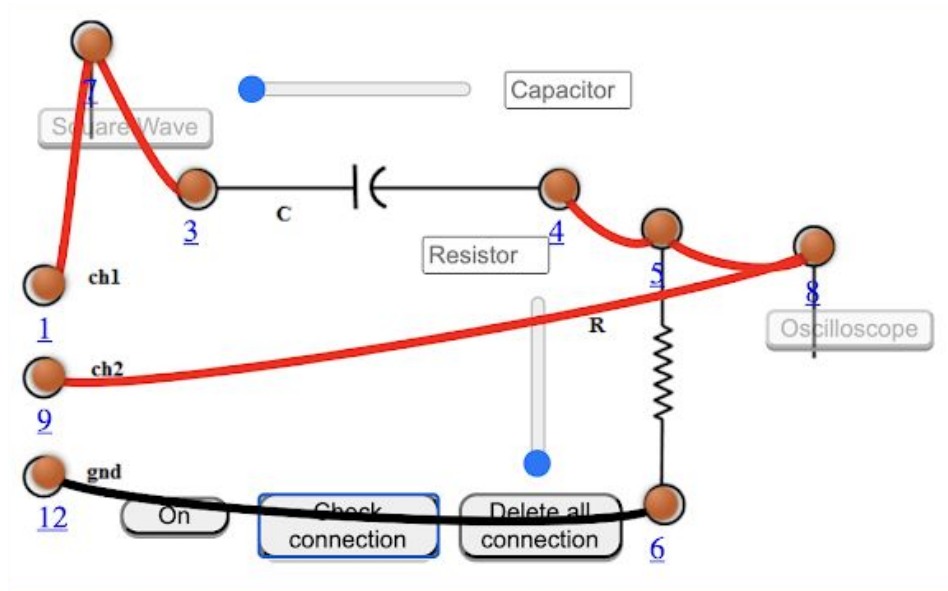 7
Capacitor
Square Wave
C
3
4
Resistor
5
8
ch1
1
R
Oscilloscope
ch2
9
gnd
12
On
Check
connection
Delete all
connection
6